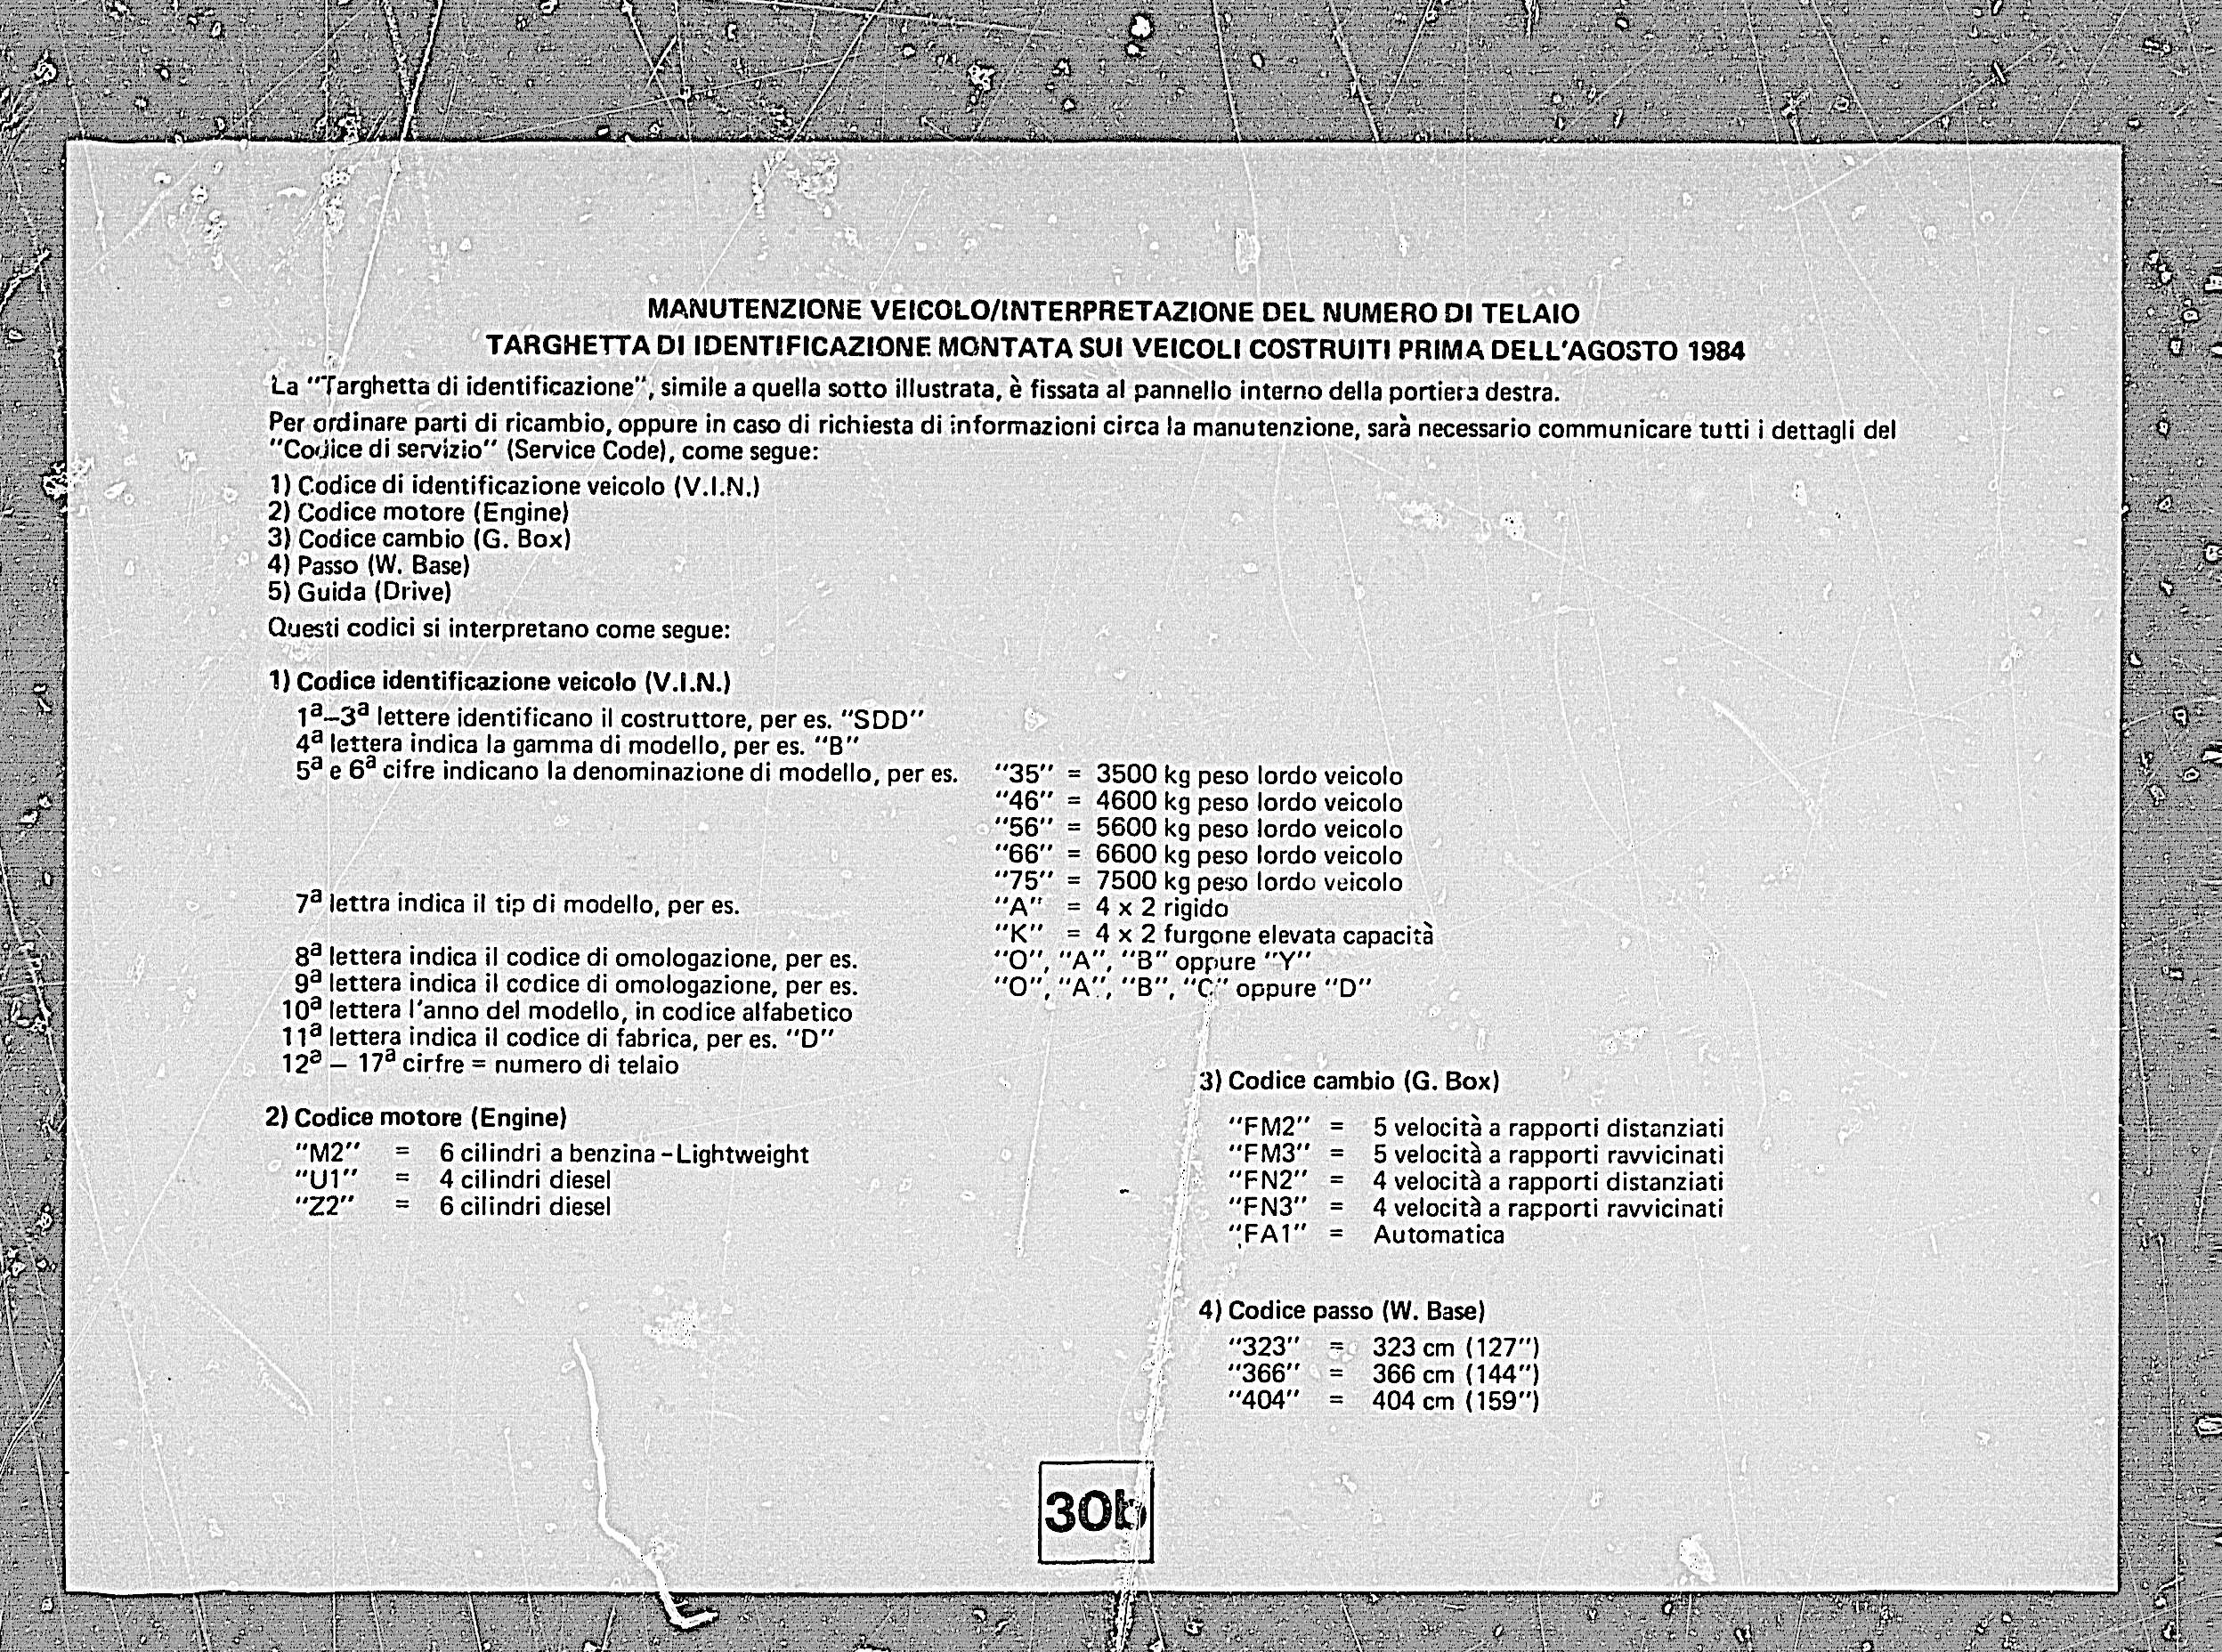 MANUTENZIONE VEICOLO/INTERPRETAZIONE DEL NUMERO DI TELAIO
TARGHETTA DI IDENTIFICAZIONE MONTATA SUI VEICOLI COSTRUITI PRIMA DELL'AGOSTO 1984
La "Targhetta di identificazione", simile a quella sotto illustrata, è fissata al pannello interno della portiera destra.
Per ordinare parti di ricambio, oppure in caso di richiesta di informazioni circa la manutenzione, sarà necessario communicare tutti i dettagli del
"Codice di servizio" (Service Code), come segue:
1) Codice di identificazione veicolo (V.I.N.)
2) Codice motore (Engine)
3) Codice cambio (G. Box)
4) Passo (W. Base)
5) Guida (Drive)
Questi codici si interpretano come segue:
1) Codice identificazione veicolo (V.I.N.)
1ª–3ª lettere identificano il costruttore, per es. "SDD"
4ª lettera indica la gamma di modello, per es. "B"
5ª e 6ª cifre indicano la denominazione di modello, per es. "35" = 3500 kg peso lordo veicolo
"46" = 4600 kg peso lordo veicolo
"56" = 5600 kg peso lordo veicolo
"66" = 6600 kg peso lordo veicolo
"75" = 7500 kg peso lordo veicolo
7ª lettra indica il tip di modello, per es. "A" = 4 x 2 rigido
"K" = 4 x 2 furgone elevata capacità
8ª lettera indica il codice di omologazione, per es. "O", "A", "B" oppure "Y"
9ª lettera indica il codice di omologazione, per es. "O", "A", "B", "C" oppure "D"
10ª lettera l'anno del modello, in codice alfabetico
11ª lettera indica il codice di fabrica, per es. "D"
12ª – 17ª cirfre = numero di telaio
2) Codice motore (Engine)
"M2" = 6 cilindri a benzina – Lightweight
"U1" = 4 cilindri diesel
"Z2" = 6 cilindri diesel
3) Codice cambio (G. Box)
"FM2" = 5 velocità a rapporti distanziati
"FM3" = 5 velocità a rapporti ravvicinati
"FN2" = 4 velocità a rapporti distanziati
"FN3" = 4 velocità a rapporti ravvicinati
"FA1" = Automatica
4) Codice passo (W. Base)
"323" = 323 cm (127")
"366" = 366 cm (144")
"404" = 404 cm (159")
30b